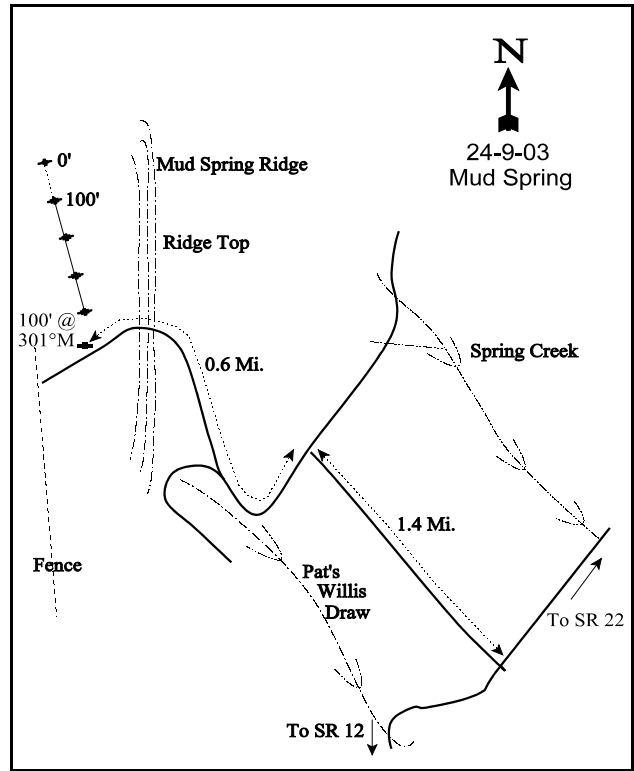 N
24-9-03
Mud Spring
0'
Mud Spring Ridge
100'
Ridge Top
100' @
301°M
0.6 Mi.
Spring Creek
1.4 Mi.
Fence
Pat's
Willis
Draw
To SR 22
To SR 12